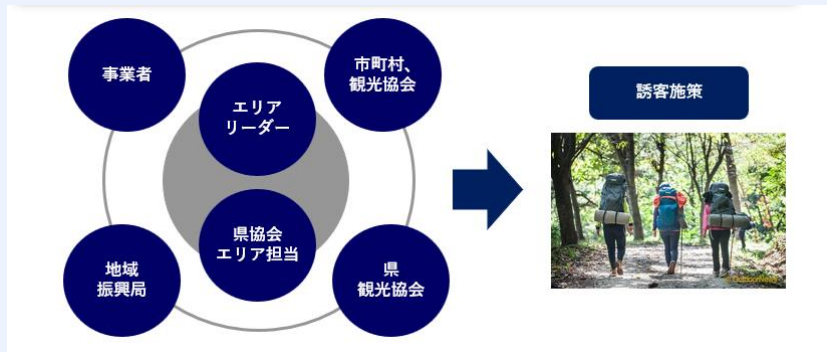 事業者
市町村、
観光協会
エリア
リーダー
県協会
エリア担当
地域
振興局
県
観光協会
誘客施策